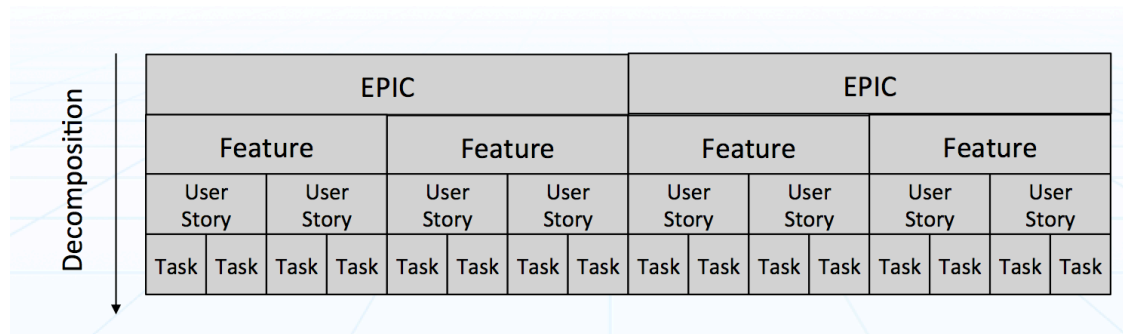 Decomposition
EPIC EPIC
Feature Feature Feature Feature
User User User User User User User User
Story Story Story Story Story Story Story Story
Task Task Task Task Task Task Task Task Task Task Task Task Task Task Task Task